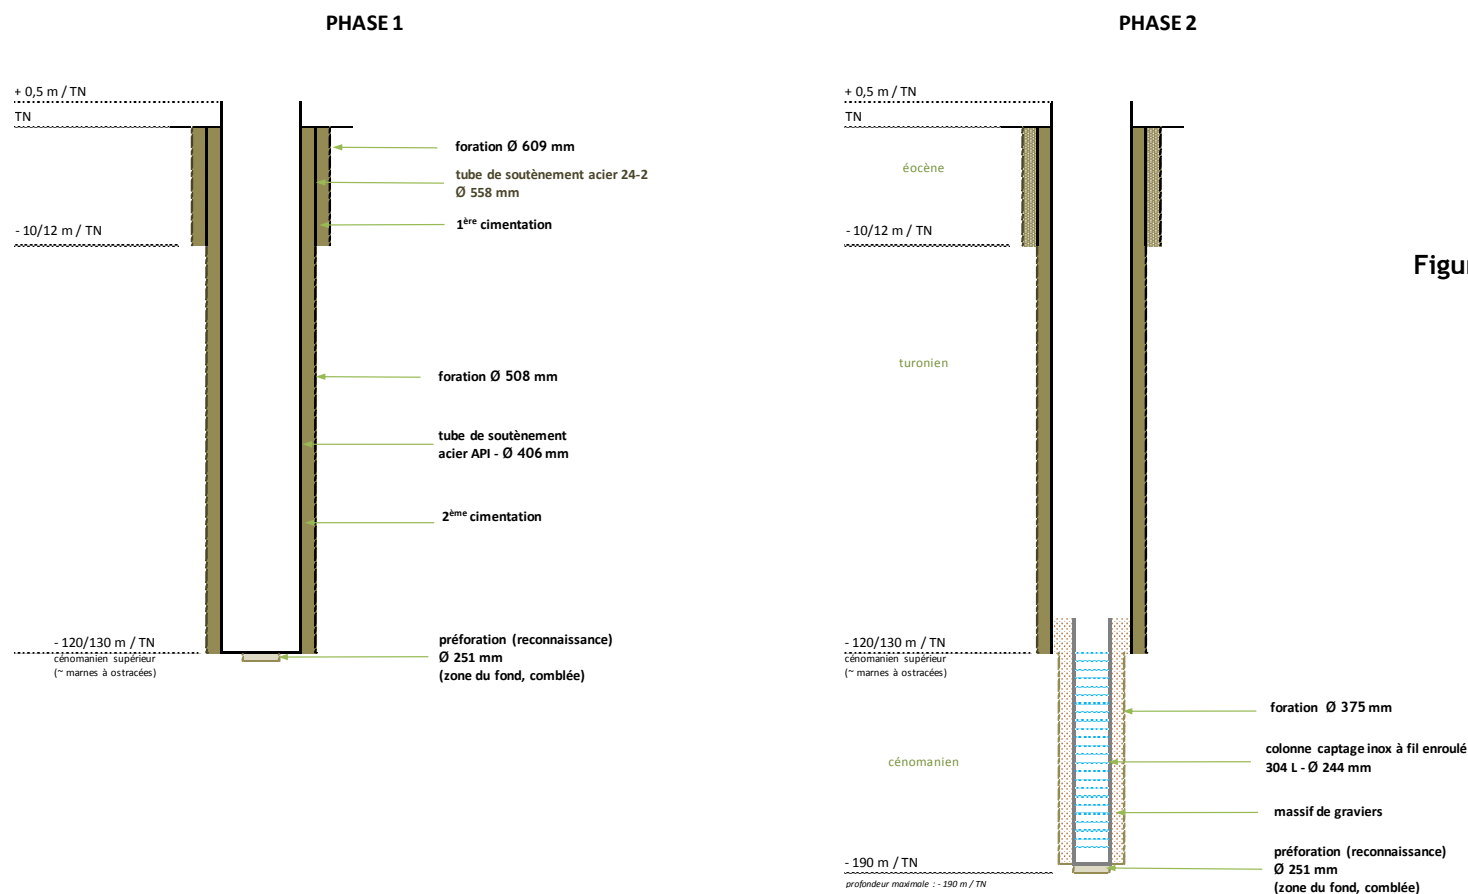 PHASE 1
+ 0,5 m / TN
TN
foration Ø 609 mm
tube de soutènement acier 24-2
Ø 558 mm
1ère cimentation
- 10/12 m / TN
foration Ø 508 mm
tube de soutènement
acier API - Ø 406 mm
2ème cimentation
- 120/130 m / TN
cénomanien supérieur
(~ marnes à ostracées)
préforation (reconnaissance)
Ø 251 mm
(zone du fond, comblée)
PHASE 2
+ 0,5 m / TN
TN
éocène
- 10/12 m / TN
Figur
turonien
- 120/130 m / TN
cénomanien supérieur
(~ marnes à ostracées)
foration Ø 375 mm
cénomanien
colonne captage inox à fil enroulé
304 L - Ø 244 mm
massif de graviers
- 190 m / TN
profondeur maximale : - 190 m / TN
préforation (reconnaissance)
Ø 251 mm
(zone du fond, comblée)